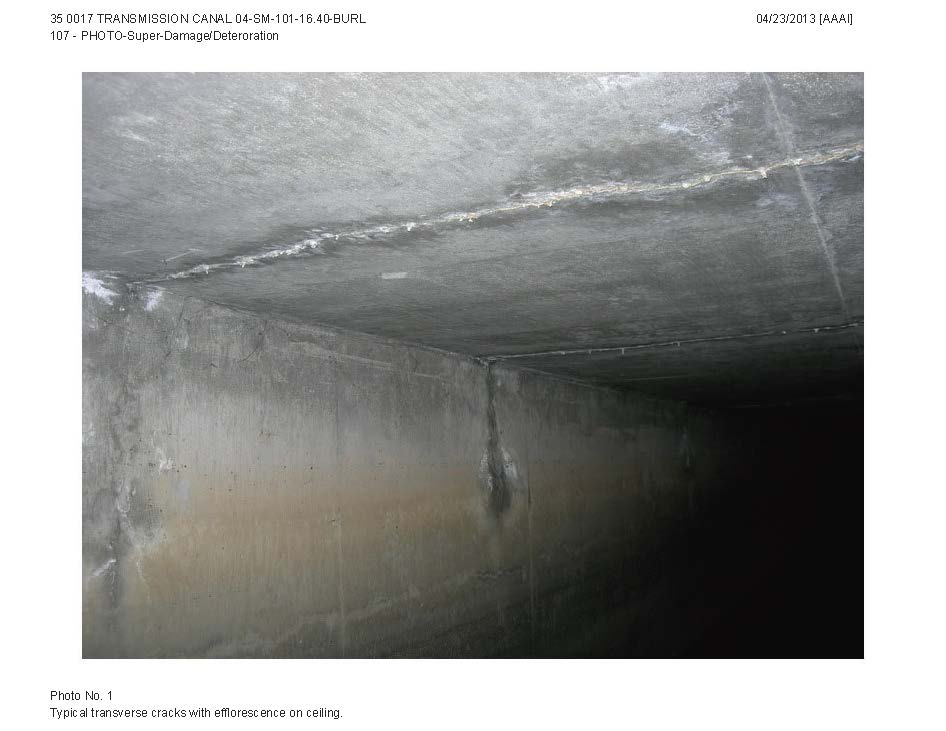 35 0017 TRANSMISSION CANAL 04-SM-101-16.40-BURL 04/23/2013 [AAAI]
107 - PHOTO-Super-Damage/Deteroration
Photo No. 1
Typical transverse cracks with efflorescence on ceiling.